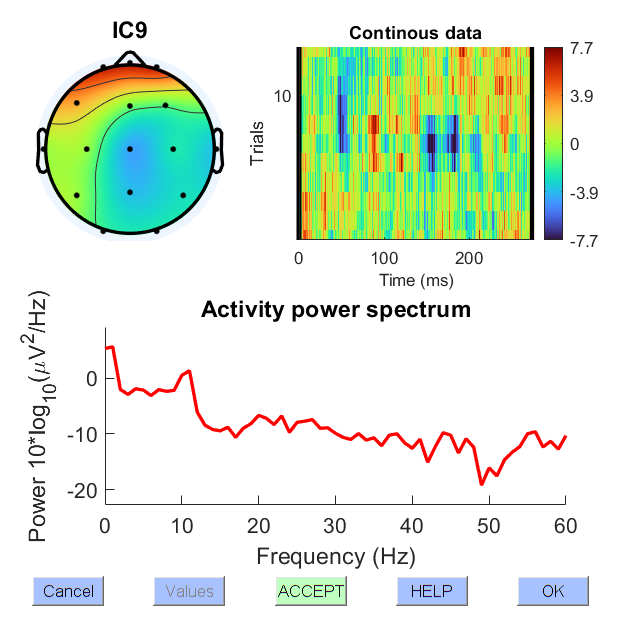 IC9
Continous data
10
Trials
0
100
200
Time (ms)
7.7
3.9
0
-3.9
-7.7
Activity power spectrum
Power 10*log10(μV2/Hz)
0
-10
-20
0
10
20
30
40
50
60
Frequency (Hz)
Cancel
Values
ACCEPT
HELP
OK